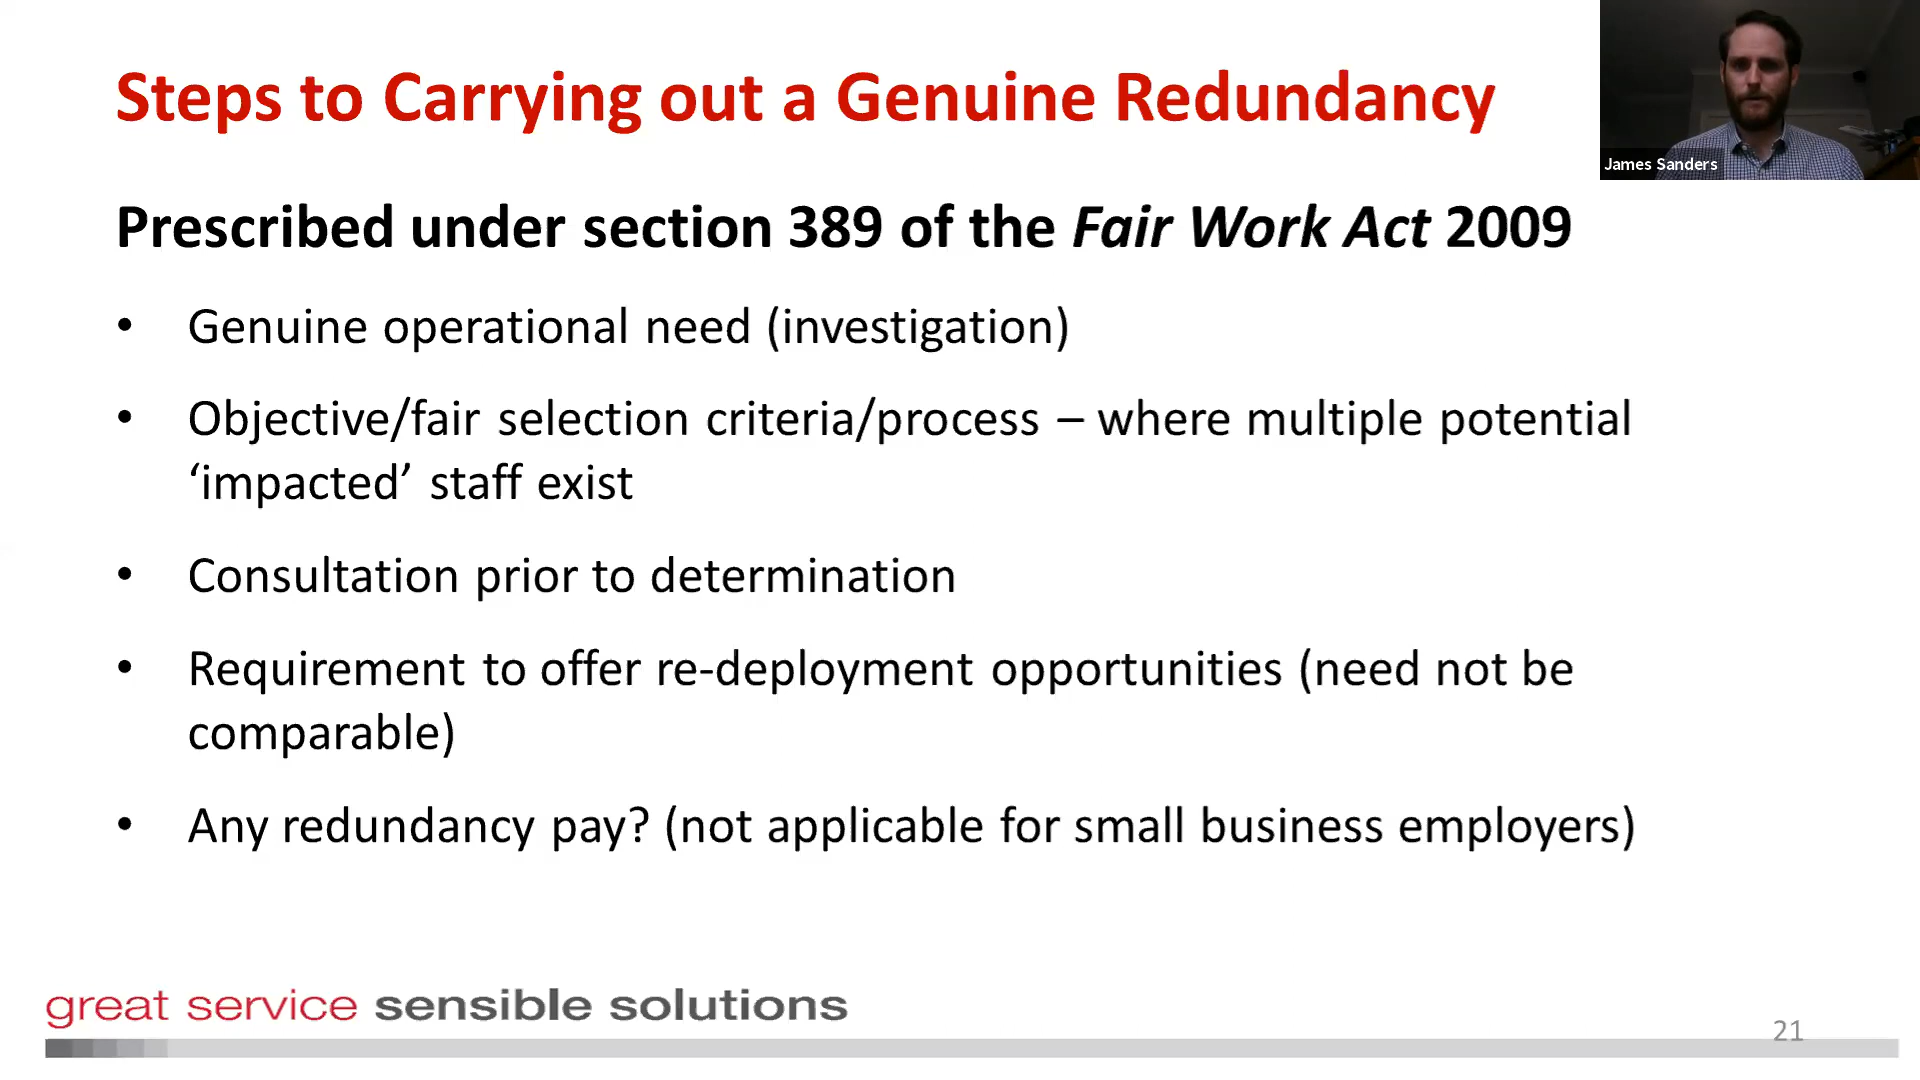 Steps to Carrying out a Genuine Redundancy
James Sanders
Prescribed under section 389 of the Fair Work Act 2009
• Genuine operational need (investigation)
• Objective/fair selection criteria/process – where multiple potential
‘impacted’ staff exist
• Consultation prior to determination
• Requirement to offer re-deployment opportunities (need not be
comparable)
• Any redundancy pay? (not applicable for small business employers)
great service sensible solutions
21